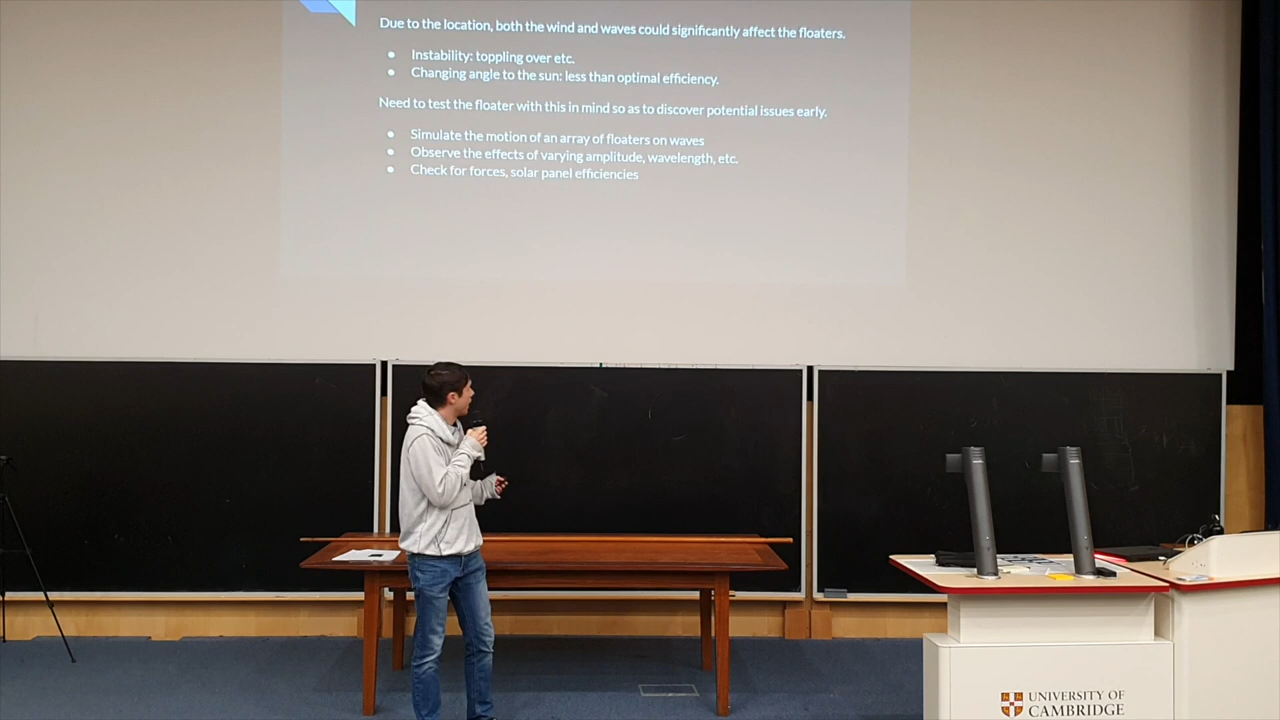 Due to the location, both the wind and waves could significantly affect the floaters.
● Instability: toppling over etc.
● Changing angle to the sun: less than optimal efficiency.
Need to test the floater with this in mind so as to discover potential issues early.
● Simulate the motion of an array of floaters on waves
● Observe the effects of varying amplitude, wavelength, etc.
● Check for forces, solar panel efficiencies
UNIVERSITY OF
CAMBRIDGE